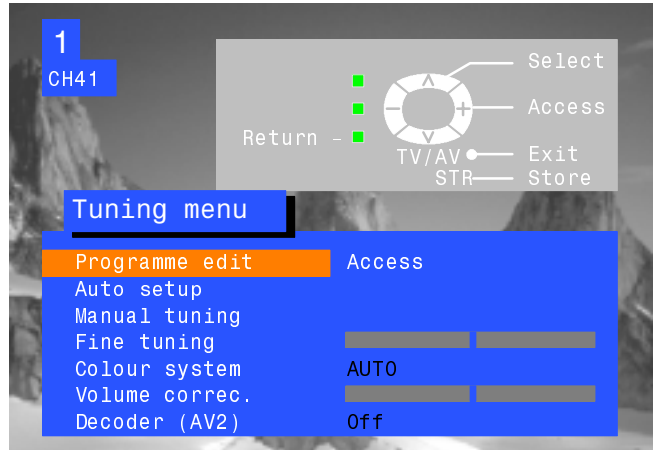 1
CH41
Select
Access
Return –
TV/AV Exit
STR Store
Tuning menu
Programme edit Access
Auto setup
Manual tuning
Fine tuning
Colour system AUTO
Volume correc.
Decoder (AV2) Off